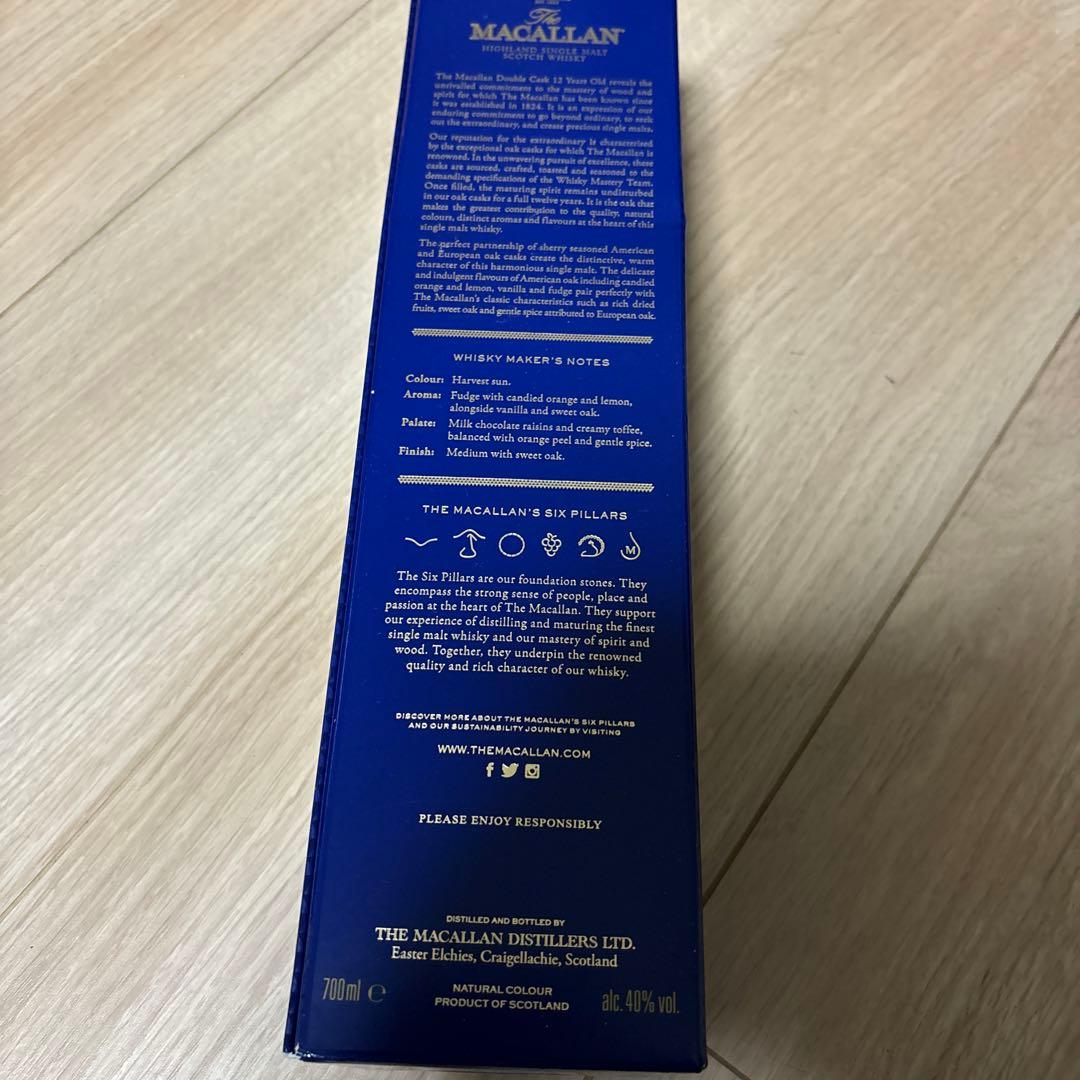 The
MACALLAN
HIGHLAND SINGLE MALT
SCOTCH WHISKY
The Macallan Double Cask 12 Years Old reveals the
unrivalled commitment to the mastery of wood and
spirit for which The Macallan has been known since
it was established in 1824. It is an expression of our
enduring commitment to go beyond ordinary, to seek
out the extraordinary, and create precious single malts.
Our reputation for the extraordinary is characterised
by the exceptional oak casks for which The Macallan is
renowned. In the unwavering pursuit of excellence, these
casks are sourced, crafted, toasted and seasoned to the
demanding specifications of the Whisky Mastery Team.
Once filled, the maturing spirit remains undisturbed
in our oak casks for a full twelve years. It is the oak that
makes the greatest contribution to the quality, natural
colours, distinct aromas and flavours at the heart of this
single malt whisky.
The perfect partnership of sherry seasoned American
and European oak casks create the distinctive, warm
character of this harmonious single malt. The delicate
and indulgent flavours of American oak including candied
orange and lemon, vanilla and fudge pair perfectly with
The Macallan's classic characteristics such as rich dried
fruits, sweet oak and gentle spice attributed to European oak.
WHISKY MAKER'S NOTES
Colour: Harvest sun.
Aroma: Fudge with candied orange and lemon,
alongside vanilla and sweet oak.
Palate: Milk chocolate raisins and creamy toffee,
balanced with orange peel and gentle spice.
Finish: Medium with sweet oak.
THE MACALLAN'S SIX PILLARS
M
The Six Pillars are our foundation stones. They
encompass the strong sense of people, place and
passion at the heart of The Macallan. They support
our experience of distilling and maturing the finest
single malt whisky and our mastery of spirit and
wood. Together, they underpin the renowned
quality and rich character of our whisky.
DISCOVER MORE ABOUT THE MACALLAN'S SIX PILLARS
AND OUR SUSTAINABILITY JOURNEY BY VISITING
WWW.THEMACALLAN.COM
PLEASE ENJOY RESPONSIBLY
DISTILLED AND BOTTLED BY
THE MACALLAN DISTILLERS LTD.
Easter Elchies, Craigellachie, Scotland
700ml ℮ NATURAL COLOUR
PRODUCT OF SCOTLAND alc. 40% vol.